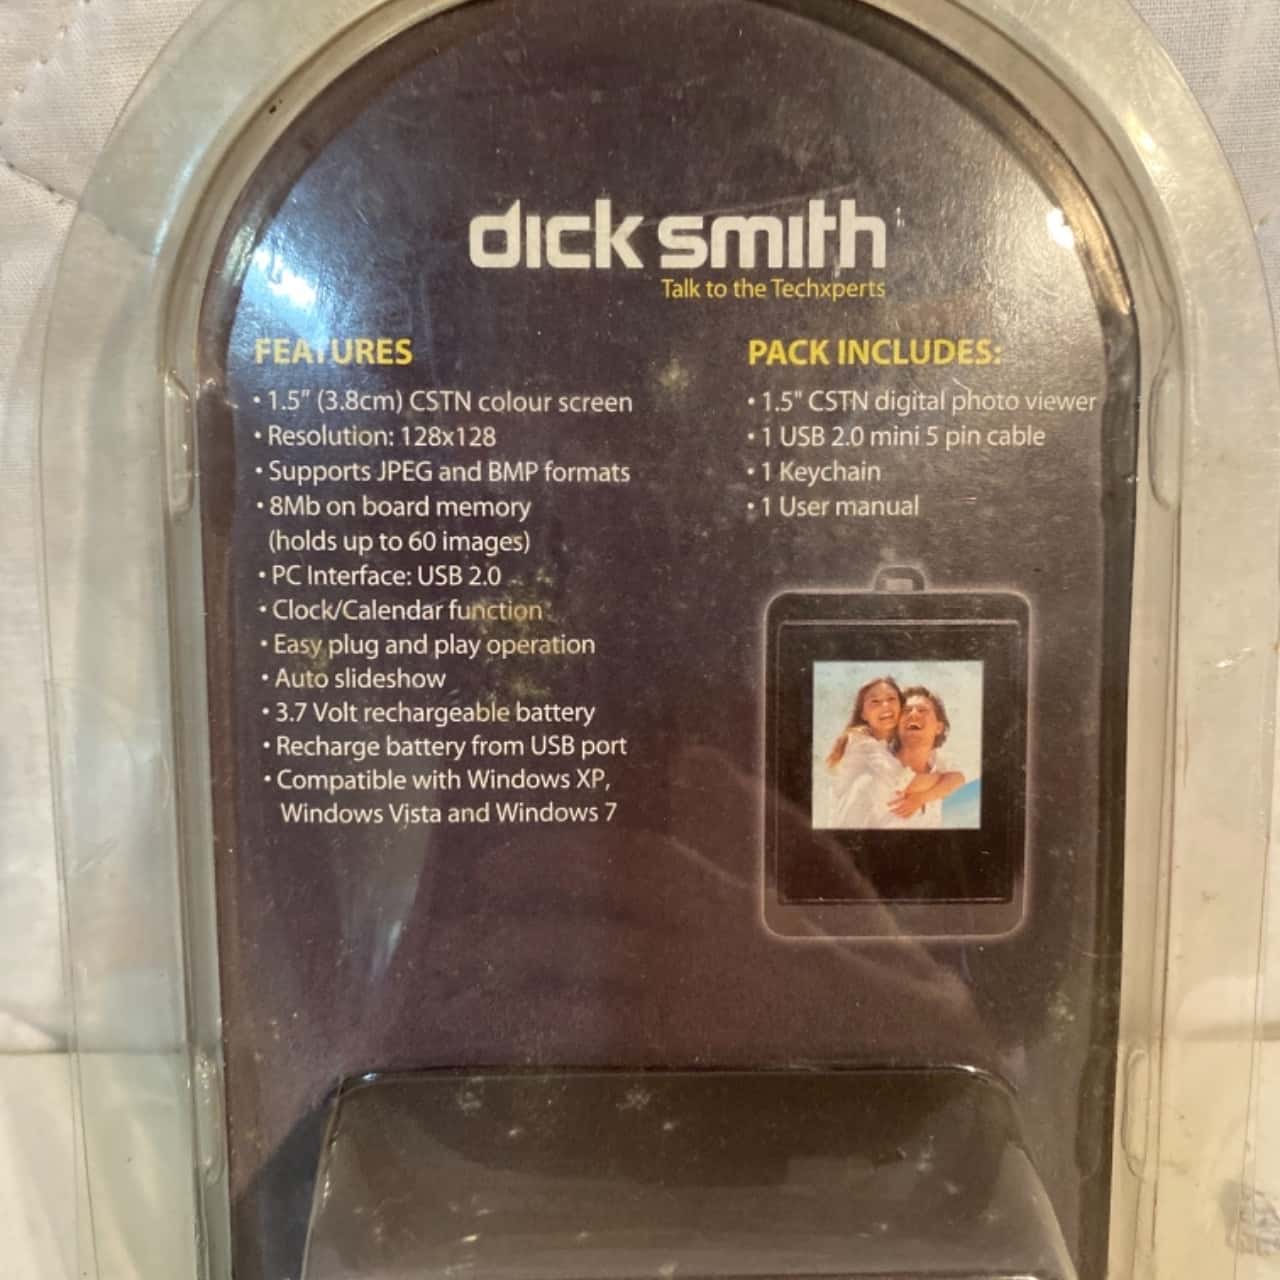 dick smith
Talk to the Techxperts
FEATURES
• 1.5" (3.8cm) CSTN colour screen
• Resolution: 128x128
• Supports JPEG and BMP formats
• 8Mb on board memory
(holds up to 60 images)
• PC Interface: USB 2.0
• Clock/Calendar function
• Easy plug and play operation
• Auto slideshow
• 3.7 Volt rechargeable battery
• Recharge battery from USB port
• Compatible with Windows XP,
Windows Vista and Windows 7
PACK INCLUDES:
• 1.5" CSTN digital photo viewer
• 1 USB 2.0 mini 5 pin cable
• 1 Keychain
• 1 User manual